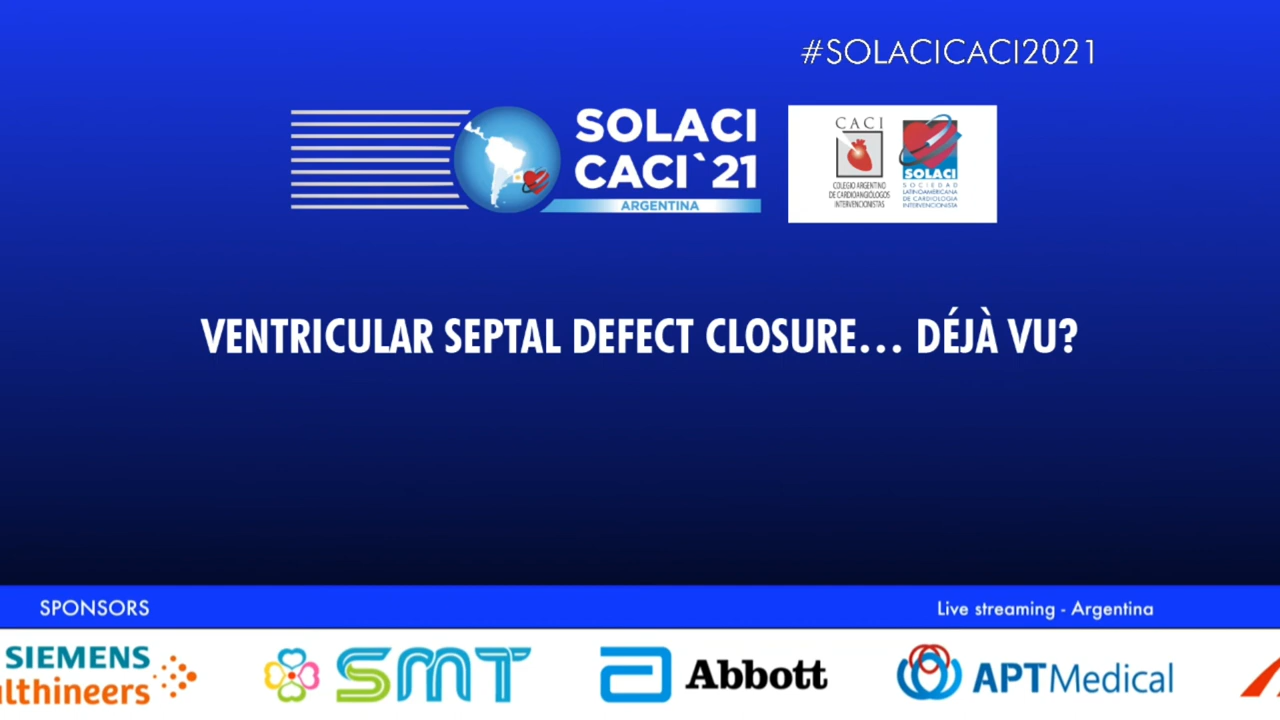 #SOLACICACI2021
SOLACI
CACI`21
ARGENTINA
CACI
COLEGIO ARGENTINO
DE CARDIOANGIÓLOGOS
INTERVENCIONISTAS
SOLACI
SOCIEDAD
LATINOAMERICANA
DE CARDIOLOGIA
INTERVENCIONISTA
VENTRICULAR SEPTAL DEFECT CLOSURE... DÉJÀ VU?
SPONSORS
Live streaming - Argentina
SIEMENS
althineers
SMT
Abbott
APTMedical